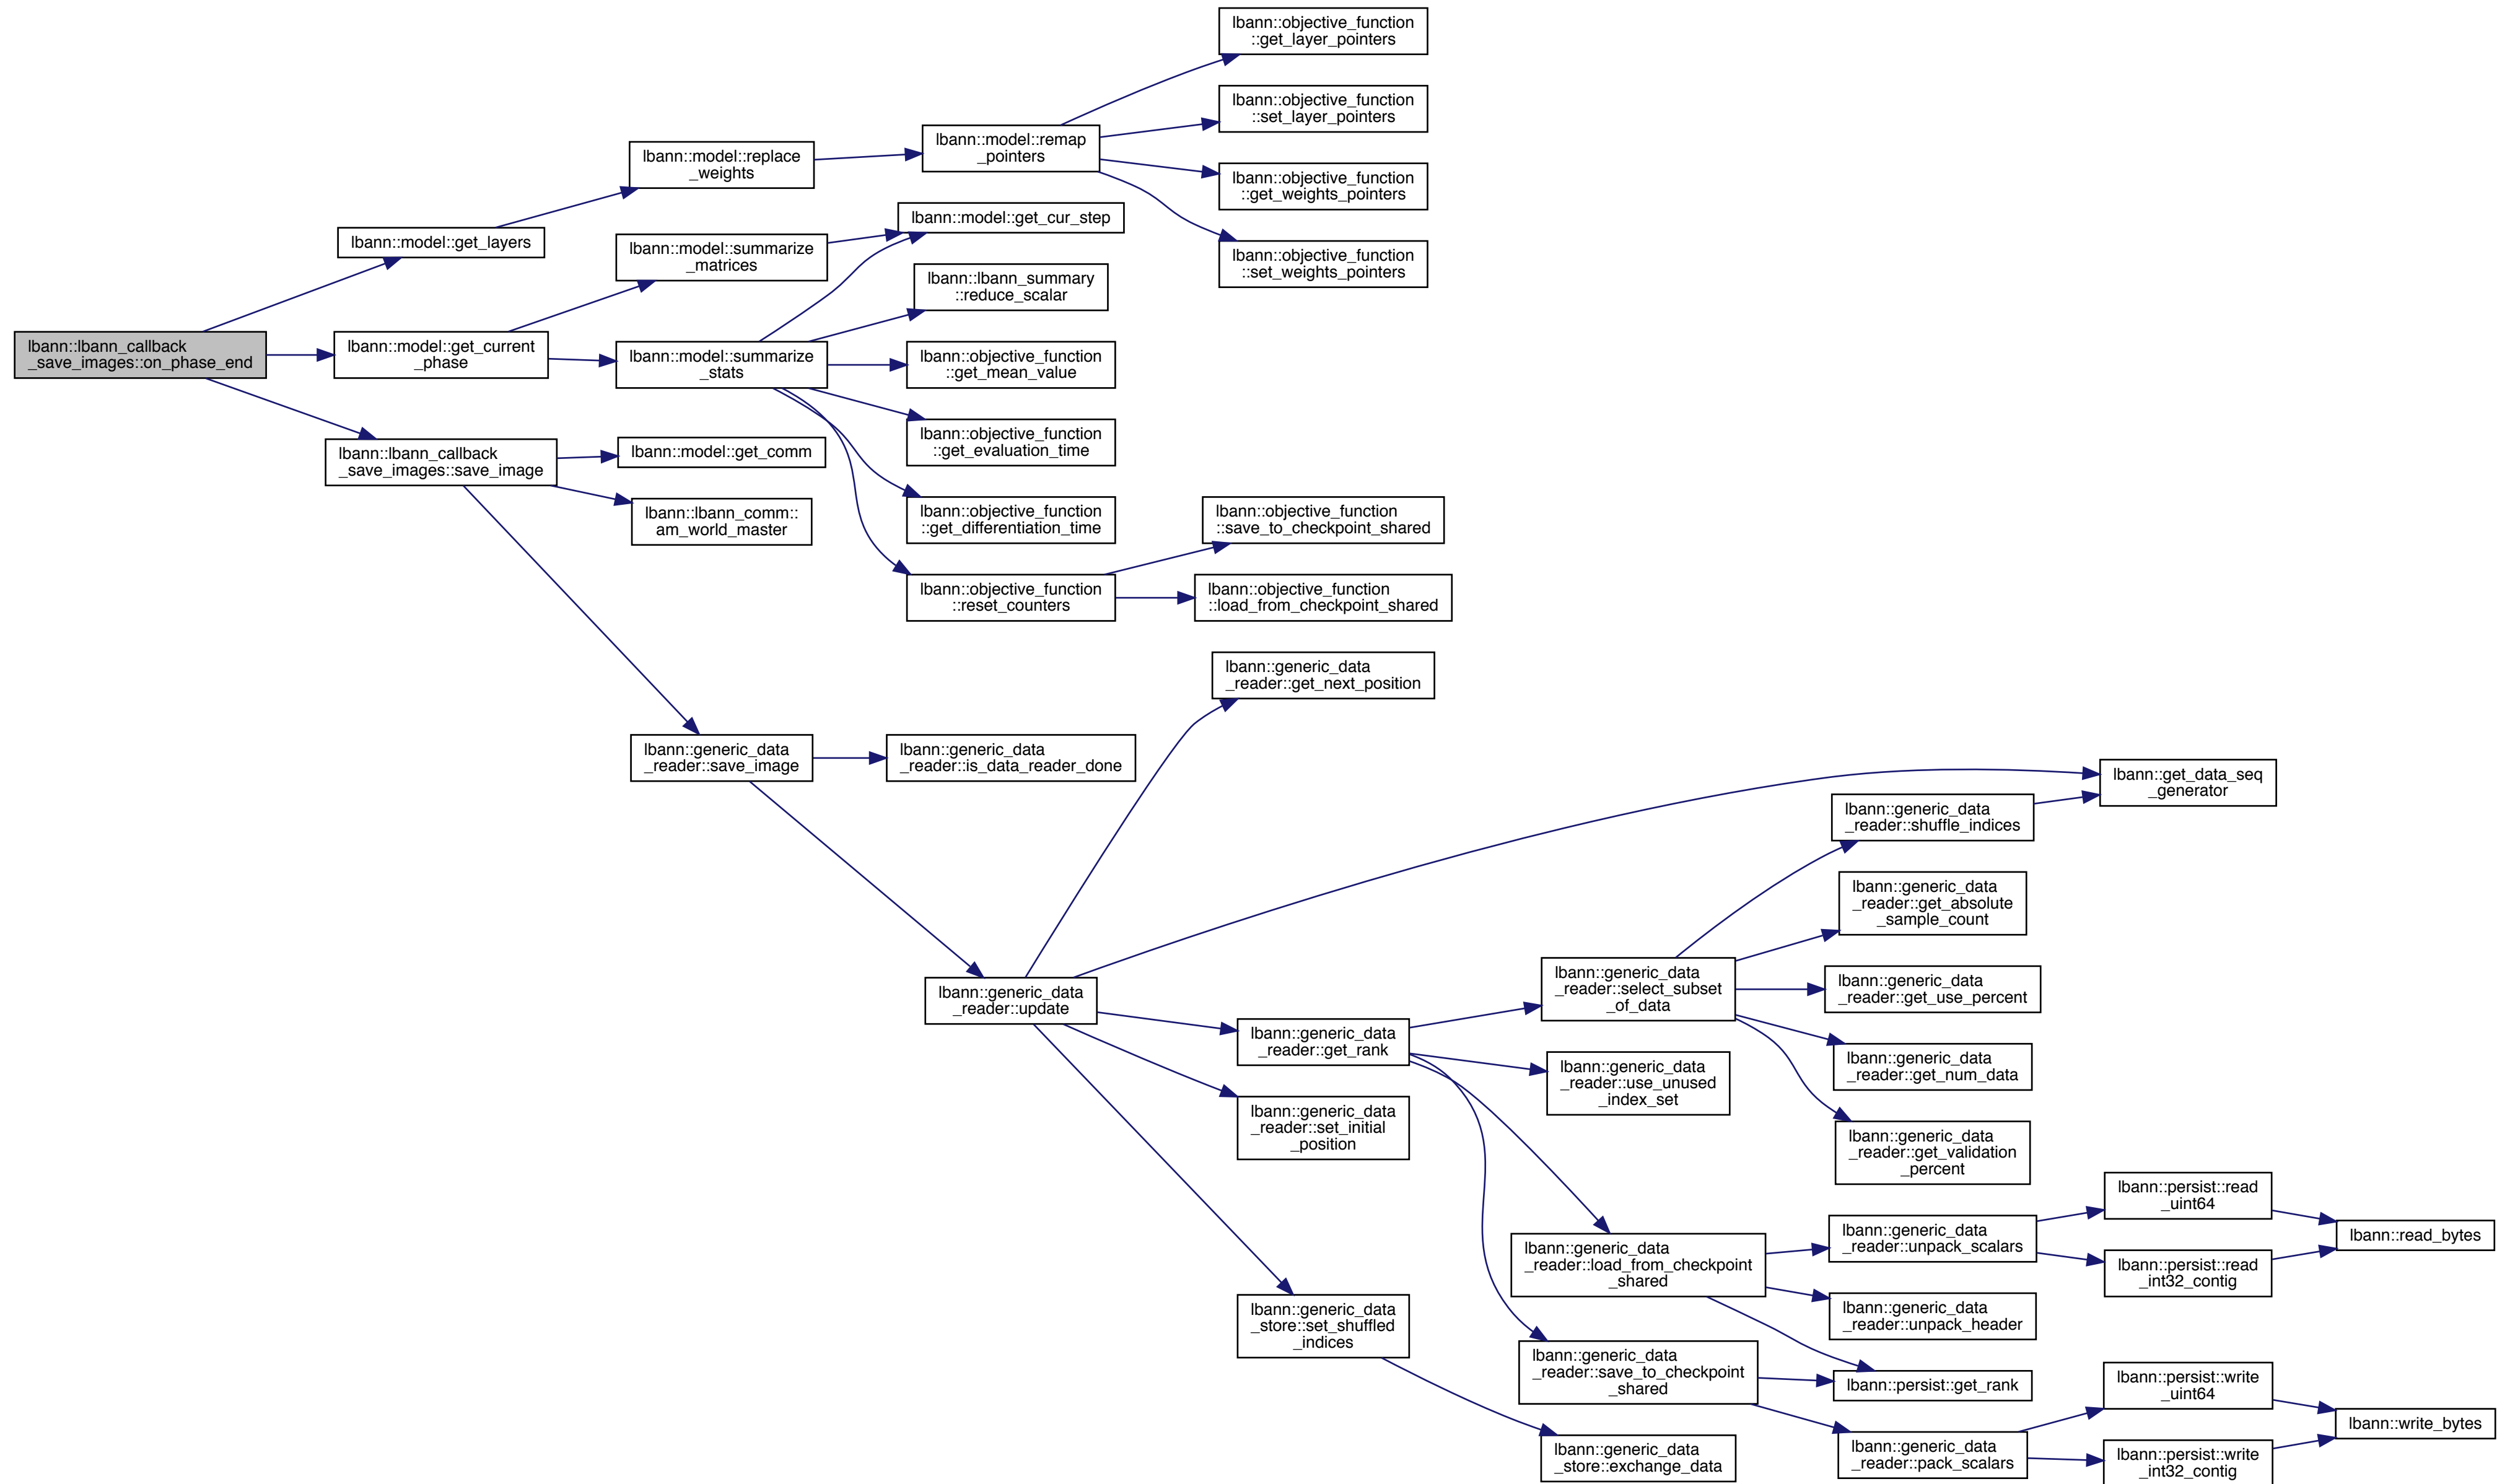 lbann::lbann_callback
_save_images::on_phase_end
lbann::model::get_layers
lbann::model::get_current
_phase
lbann::lbann_callback
_save_images::save_image
lbann::model::replace
_weights
lbann::model::summarize
_matrices
lbann::model::summarize
_stats
lbann::model::get_comm
lbann::lbann_comm::
am_world_master
lbann::generic_data
_reader::save_image
lbann::model::remap
_pointers
lbann::model::get_cur_step
lbann::lbann_summary
::reduce_scalar
lbann::objective_function
::get_mean_value
lbann::objective_function
::get_evaluation_time
lbann::objective_function
::get_differentiation_time
lbann::objective_function
::reset_counters
lbann::generic_data
_reader::is_data_reader_done
lbann::generic_data
_reader::update
lbann::objective_function
::get_layer_pointers
lbann::objective_function
::set_layer_pointers
lbann::objective_function
::get_weights_pointers
lbann::objective_function
::set_weights_pointers
lbann::objective_function
::save_to_checkpoint_shared
lbann::objective_function
::load_from_checkpoint_shared
lbann::generic_data
_reader::get_next_position
lbann::generic_data
_reader::get_rank
lbann::generic_data
_reader::set_initial
_position
lbann::generic_data
_store::set_shuffled
_indices
lbann::generic_data
_reader::select_subset
_of_data
lbann::generic_data
_reader::use_unused
_index_set
lbann::generic_data
_reader::load_from_checkpoint
_shared
lbann::generic_data
_reader::save_to_checkpoint
_shared
lbann::generic_data
_store::exchange_data
lbann::generic_data
_reader::shuffle_indices
lbann::generic_data
_reader::get_absolute
_sample_count
lbann::generic_data
_reader::get_use_percent
lbann::generic_data
_reader::get_num_data
lbann::generic_data
_reader::get_validation
_percent
lbann::generic_data
_reader::unpack_scalars
lbann::generic_data
_reader::unpack_header
lbann::persist::get_rank
lbann::generic_data
_reader::pack_scalars
lbann::get_data_seq
_generator
lbann::persist::read
_uint64
lbann::persist::read
_int32_contig
lbann::persist::write
_uint64
lbann::persist::write
_int32_contig
lbann::read_bytes
lbann::write_bytes